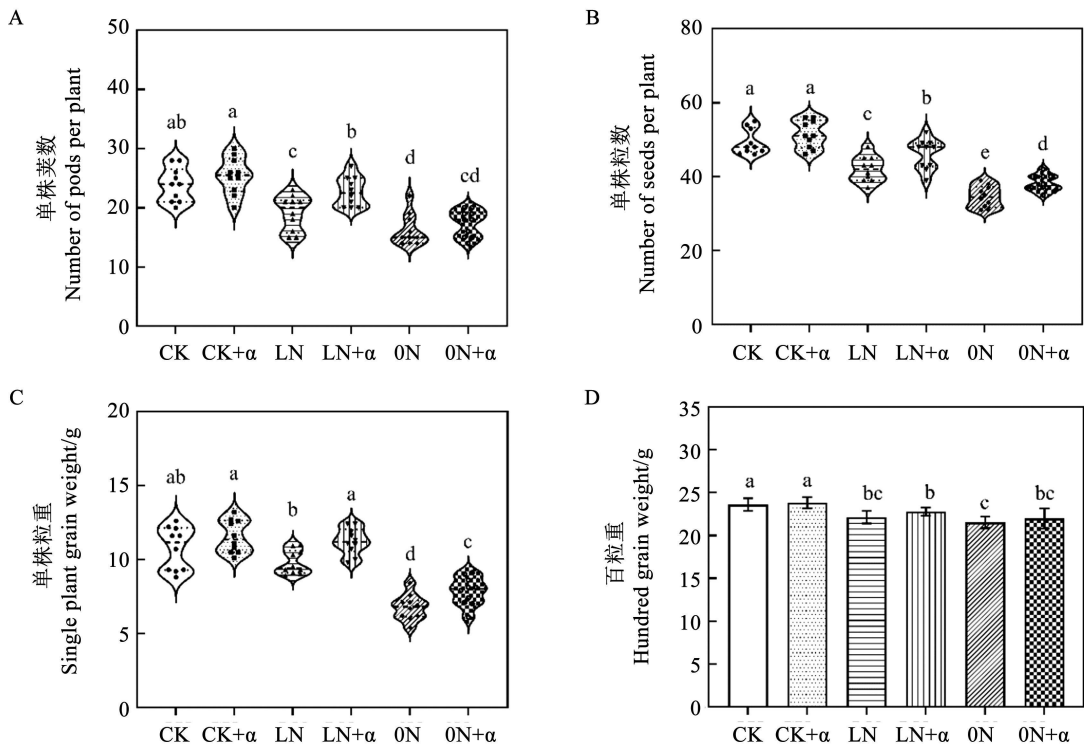 A
单株荚数
Number of pods per plant
50
40
30
20
10
0
ab
a
c
b
d
cd
CK
CK+α
LN
LN+α
0N
0N+α
B
单株粒数
Number of seeds per plant
80
60
40
20
0
a
a
c
b
e
d
CK
CK+α
LN
LN+α
0N
0N+α
C
单株粒重
Single plant grain weight/g
20
15
10
5
0
ab
a
b
a
d
c
CK
CK+α
LN
LN+α
0N
0N+α
D
百粒重
Hundred grain weight/g
35
30
25
20
15
10
5
0
a
a
bc
b
c
bc
CK
CK+α
LN
LN+α
0N
0N+α